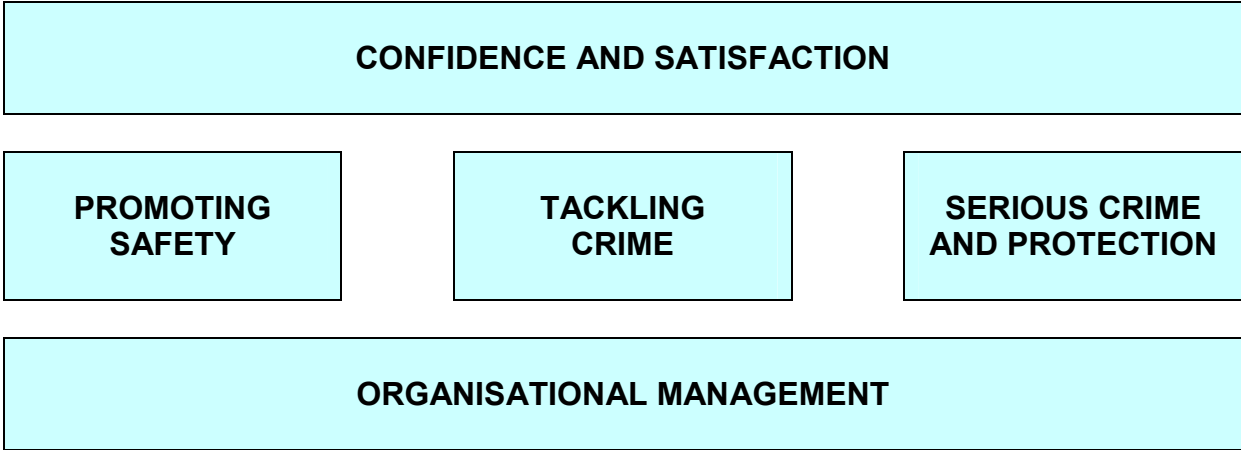 CONFIDENCE AND SATISFACTION
PROMOTING
SAFETY
TACKLING
CRIME
SERIOUS CRIME
AND PROTECTION
ORGANISATIONAL MANAGEMENT